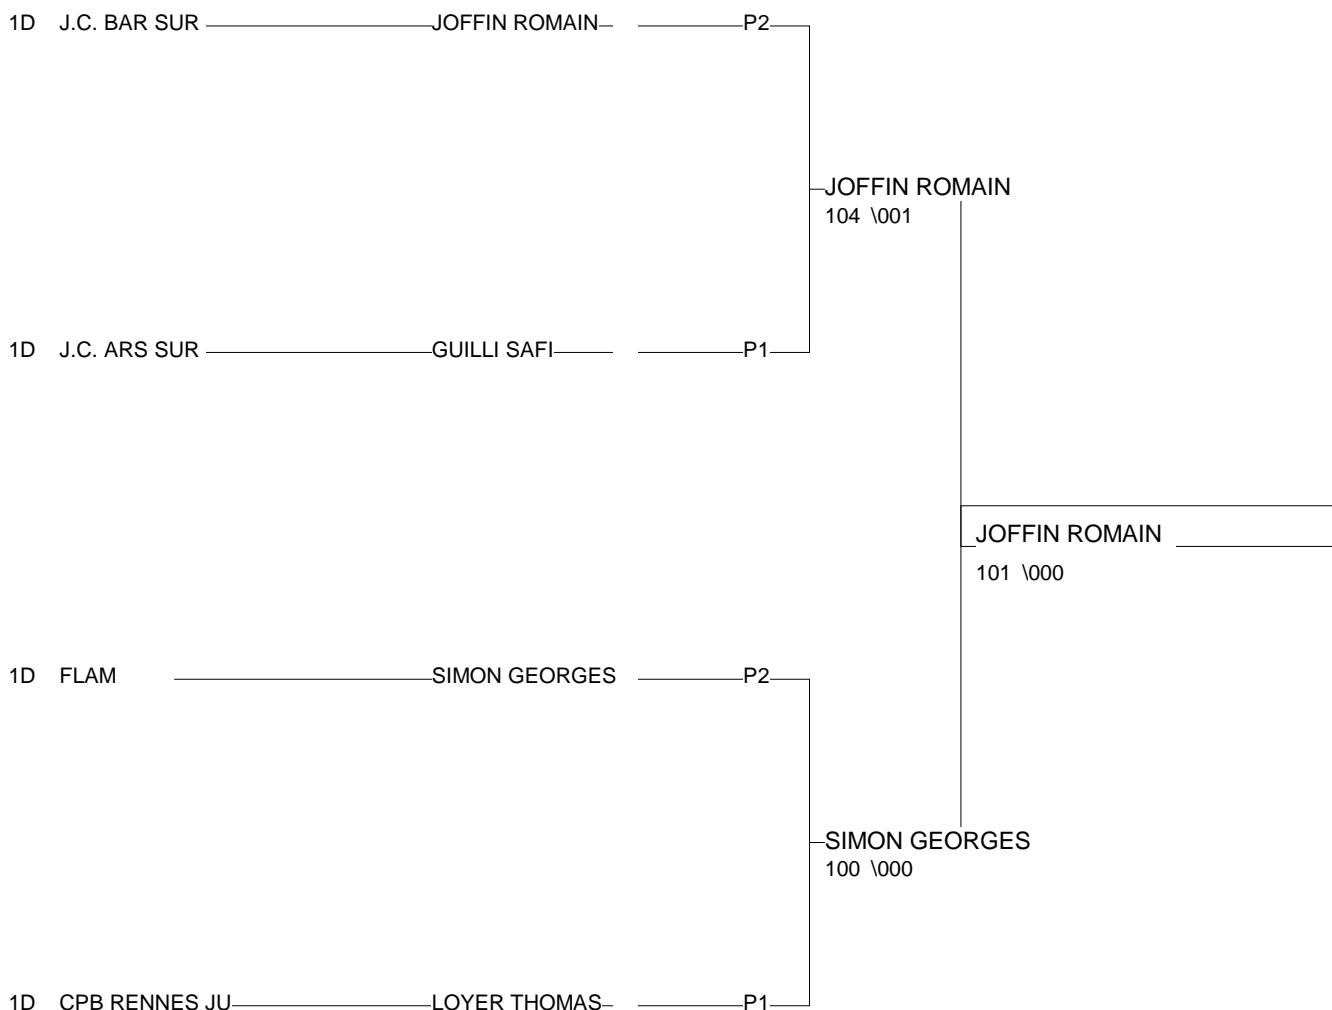 1D J.C. BAR SUR JOFFIN ROMAIN P2
JOFFIN ROMAIN
104 \001
1D J.C. ARS SUR GUILLI SAFI P1
JOFFIN ROMAIN
101 \000
1D FLAM SIMON GEORGES P2
SIMON GEORGES
100 \000
1D CPB RENNES JU LOYER THOMAS P1